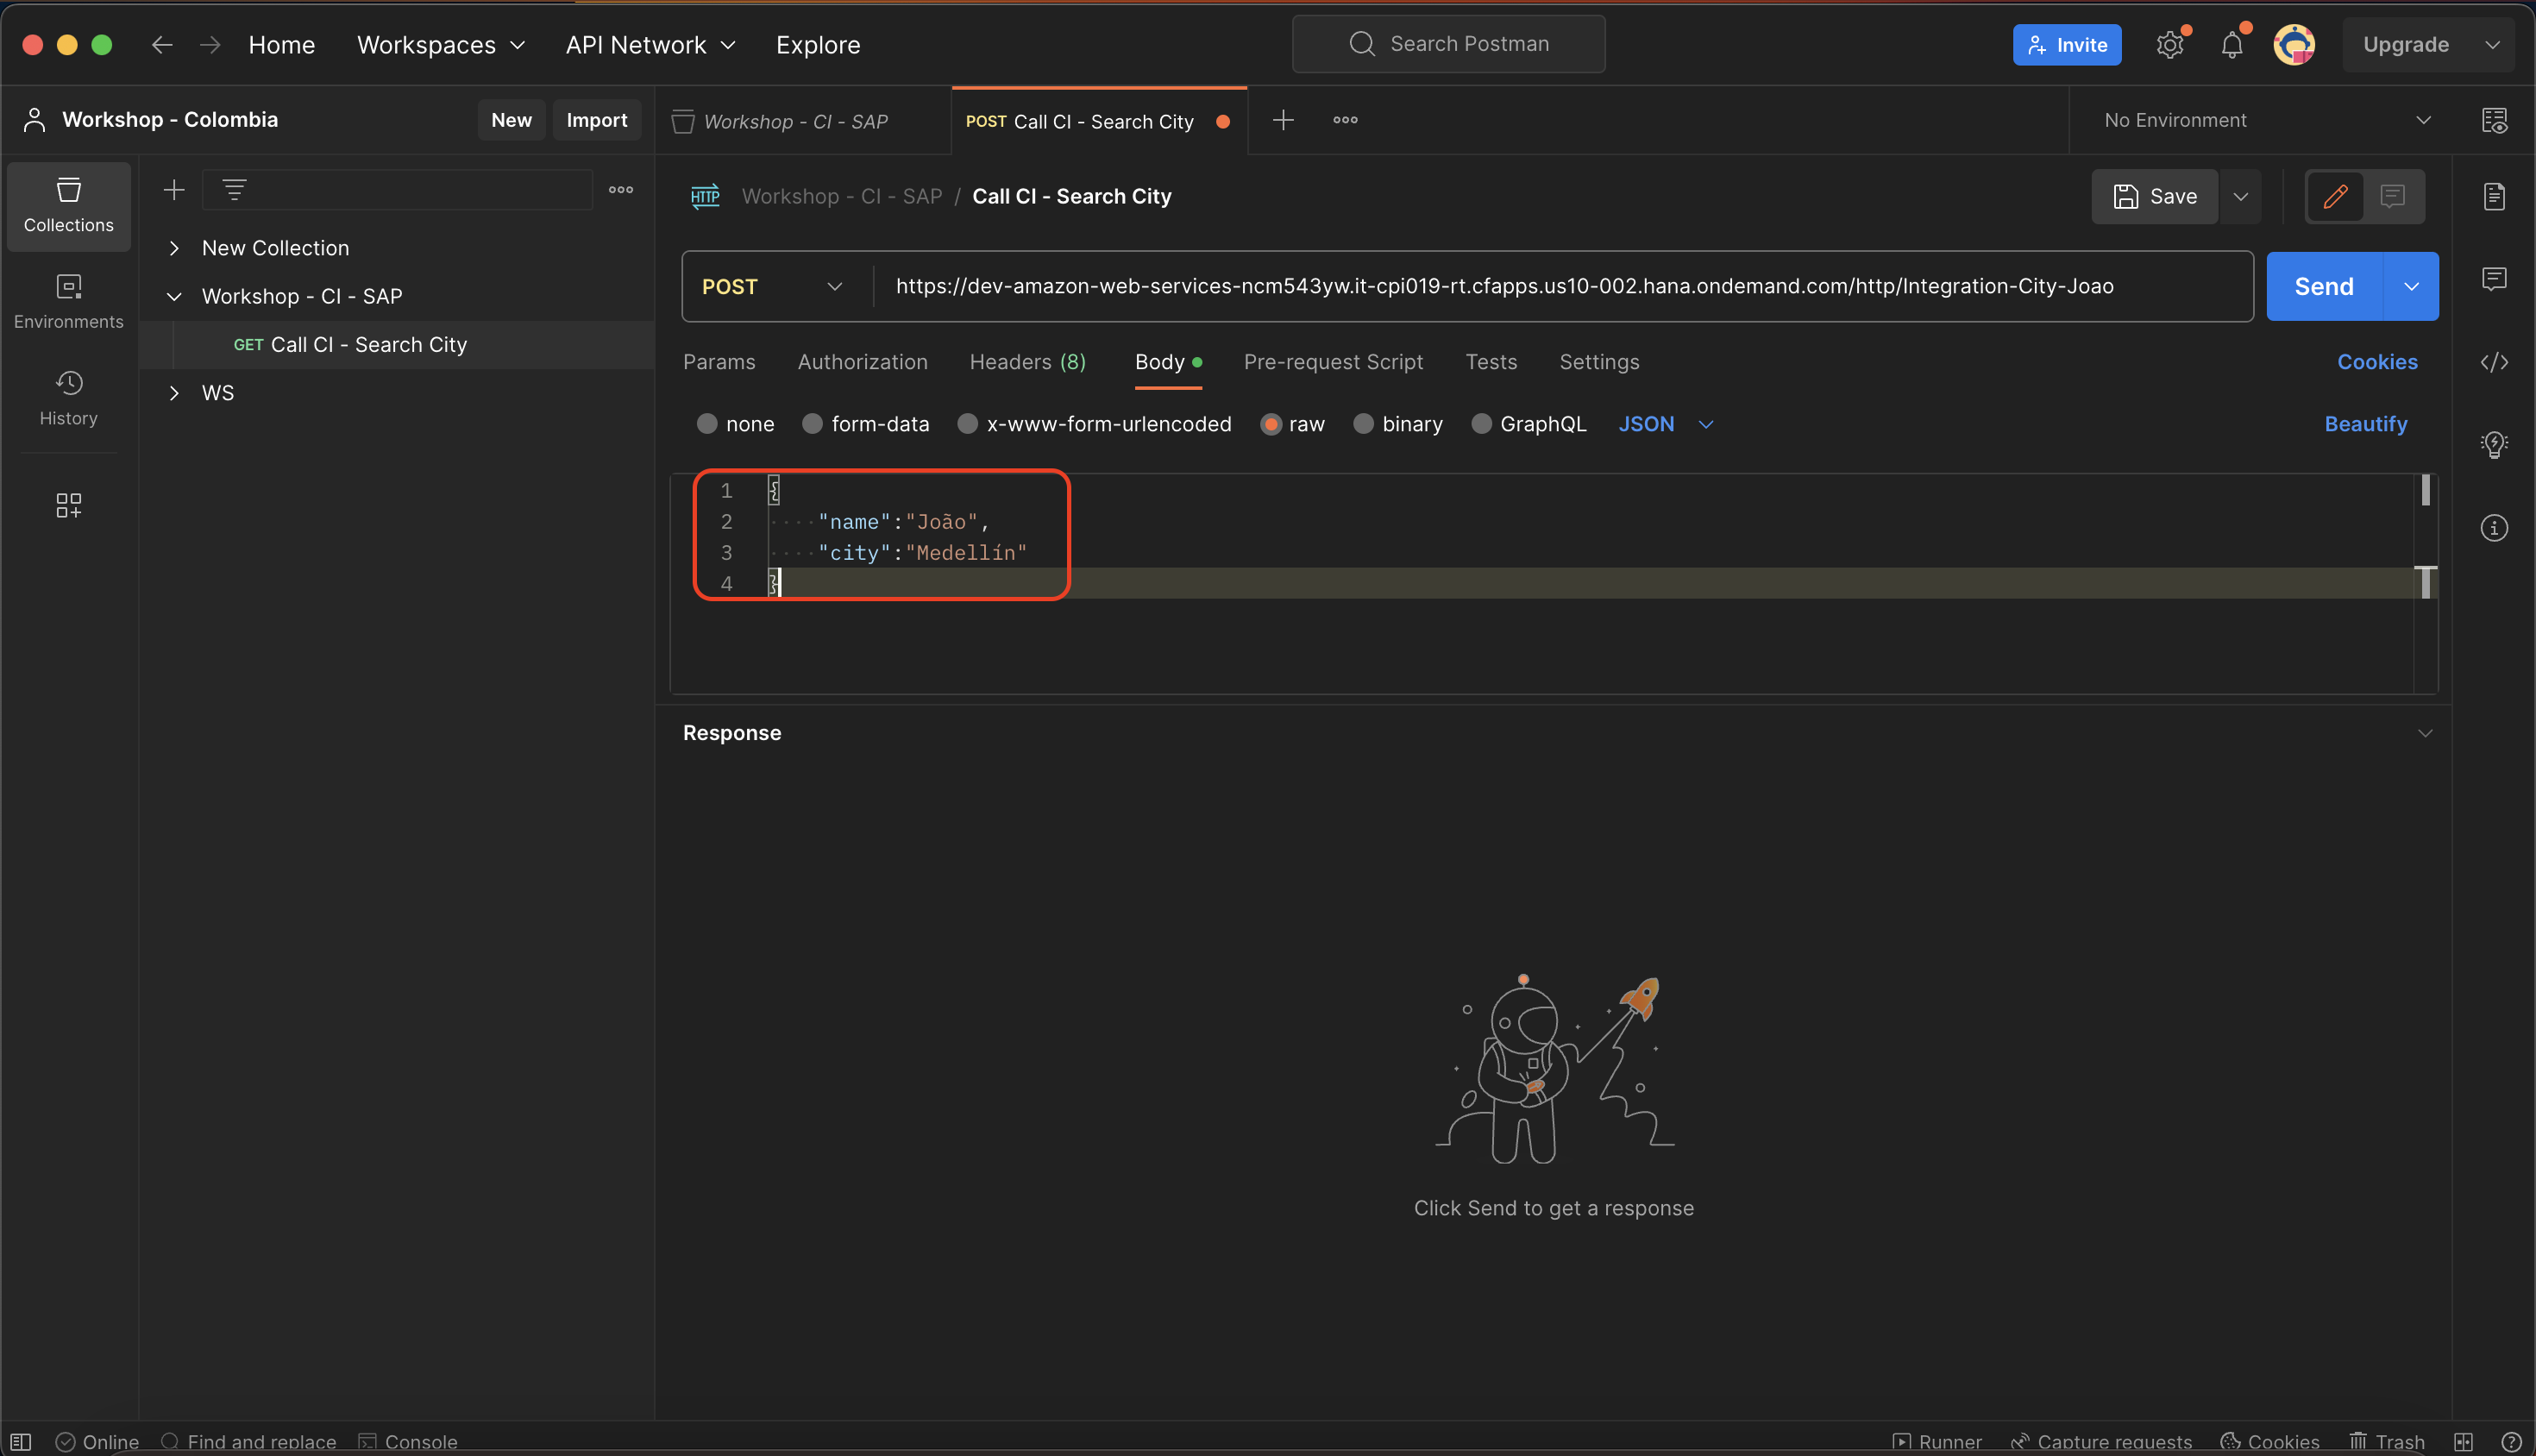 Home Workspaces API Network Explore Search Postman Invite Upgrade
Workshop - Colombia New Import Workshop - CI - SAP POST Call CI - Search City No Environment
Collections
Environments
History
New Collection
Workshop - CI - SAP
GET Call CI - Search City
WS
HTTP Workshop - CI - SAP / Call CI - Search City Save
POST https://dev-amazon-web-services-ncm543yw.it-cpi019-rt.cfapps.us10-002.hana.ondemand.com/http/Integration-City-Joao Send
Params Authorization Headers (8) Body Pre-request Script Tests Settings Cookies
none form-data x-www-form-urlencoded raw binary GraphQL JSON Beautify
1 {
2 "name":"João",
3 "city":"Medellín"
4 }
Response
Click Send to get a response
Online Find and replace Console Runner Capture requests Cookies Trash